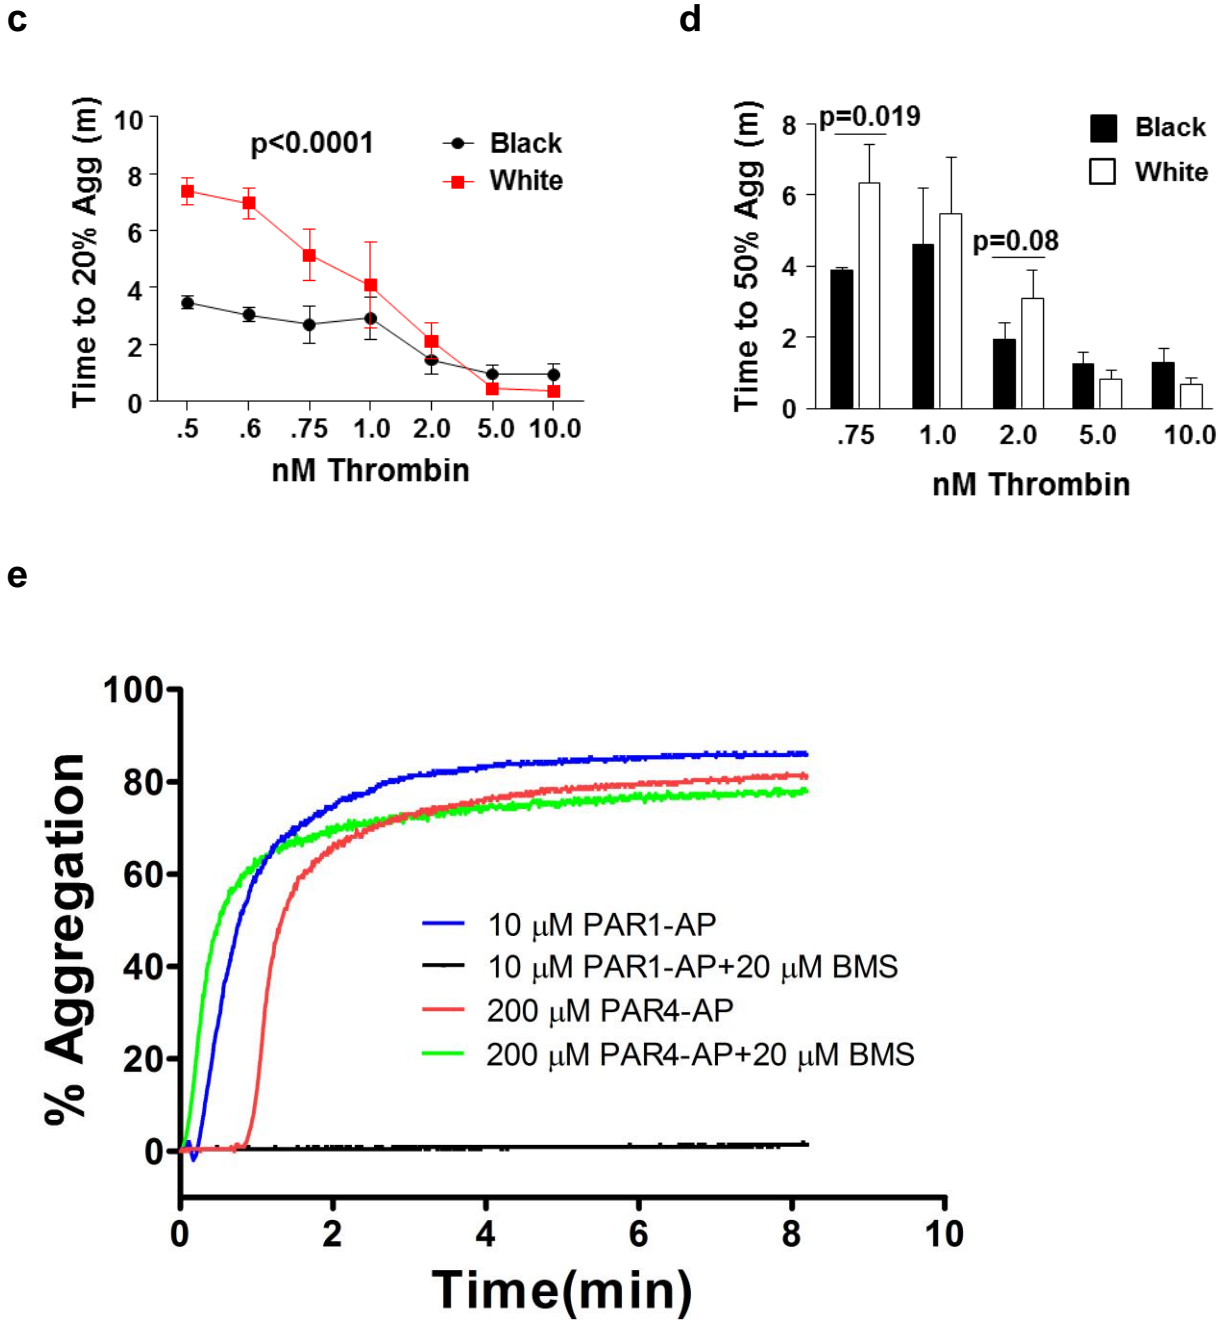 c
Time to 20% Agg (m)
10
8
6
4
2
0
p<0.0001
Black
White
.5 .6 .75 1.0 2.0 5.0 10.0
nM Thrombin
d
Time to 50% Agg (m)
8
6
4
2
0
p=0.019
p=0.08
Black
White
.75 1.0 2.0 5.0 10.0
nM Thrombin
e
% Aggregation
100
80
60
40
20
0
10 μM PAR1-AP
10 μM PAR1-AP+20 μM BMS
200 μM PAR4-AP
200 μM PAR4-AP+20 μM BMS
0 2 4 6 8 10
Time(min)